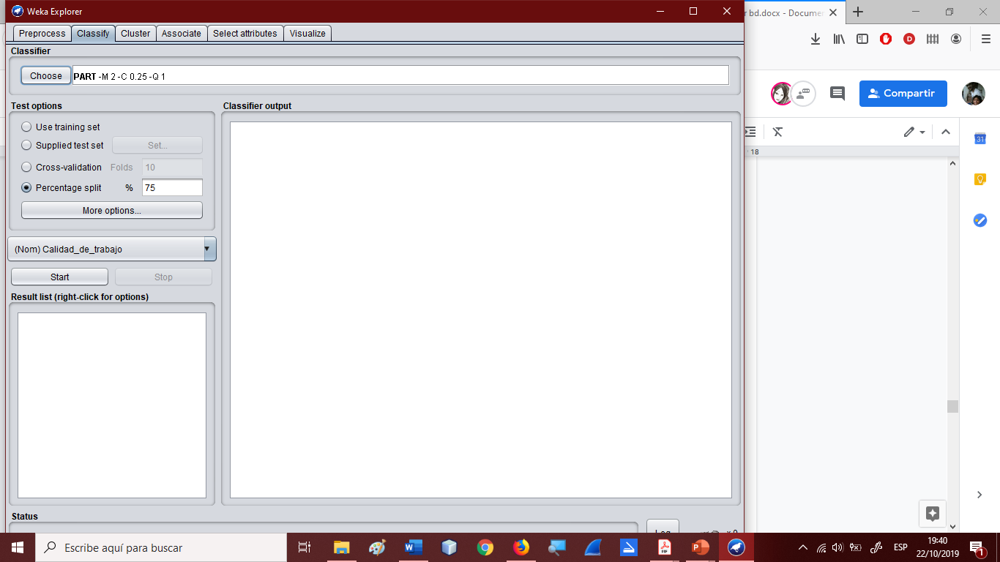 Weka Explorer
r bd.docx - Documen
Preprocess Classify Cluster Associate Select attributes Visualize
Classifier
Choose PART -M 2 -C 0.25 -Q 1
Compartir
Test options
Classifier output
Use training set
Supplied test set Set...
Cross-validation Folds 10
Percentage split % 75
More options...
(Nom) Calidad_de_trabajo
Start Stop
Result list (right-click for options)
Status
Log
x 0
18
31
Escribe aquí para buscar
ESP
19:40
22/10/2019
1